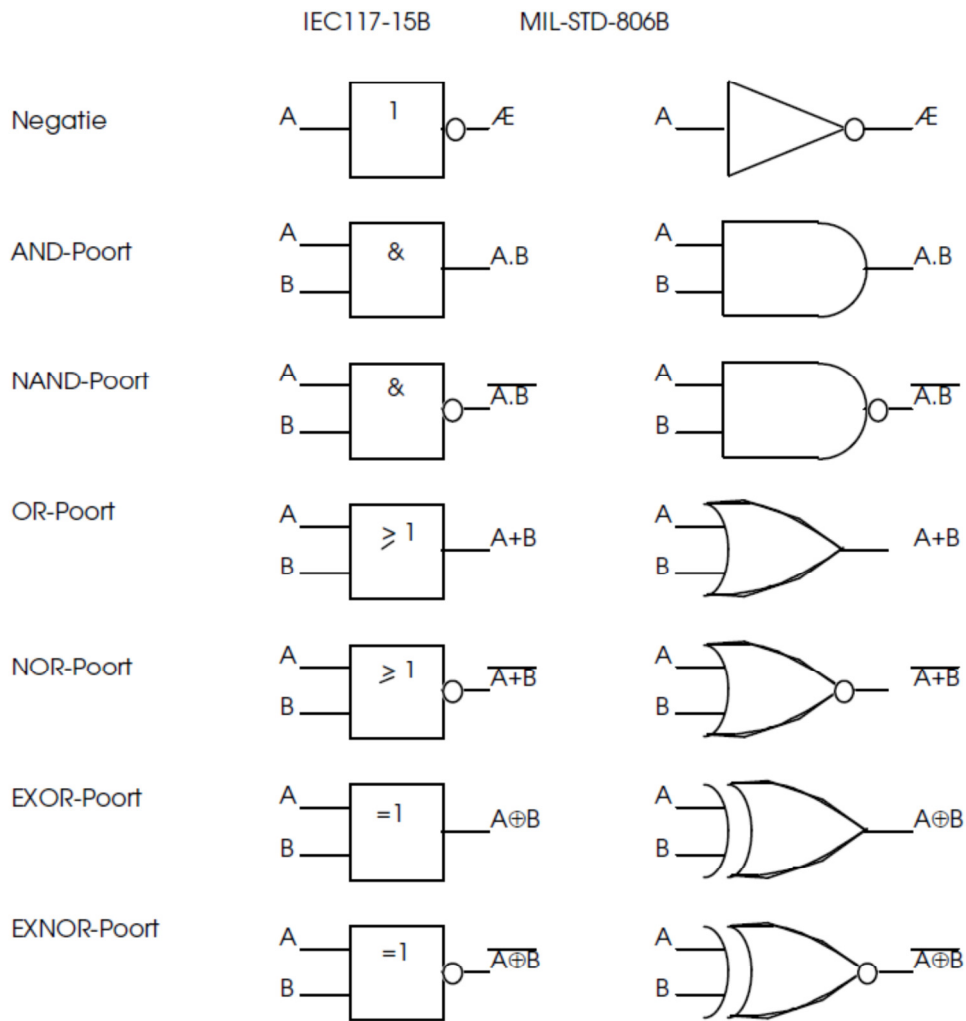 IEC117-15B MIL-STD-806B
Negatie A 1 Æ A Æ
AND-Poort A B & A.B A B A.B
NAND-Poort A B & A̅.̅B̅ A B A̅.̅B̅
OR-Poort A B ⩾ 1 A+B A B A+B
NOR-Poort A B ⩾ 1 A̅+̅B̅ A B A̅+̅B̅
EXOR-Poort A B =1 A⊕B A B A⊕B
EXNOR-Poort A B =1 A̅⊕̅B̅ A B A̅⊕̅B̅